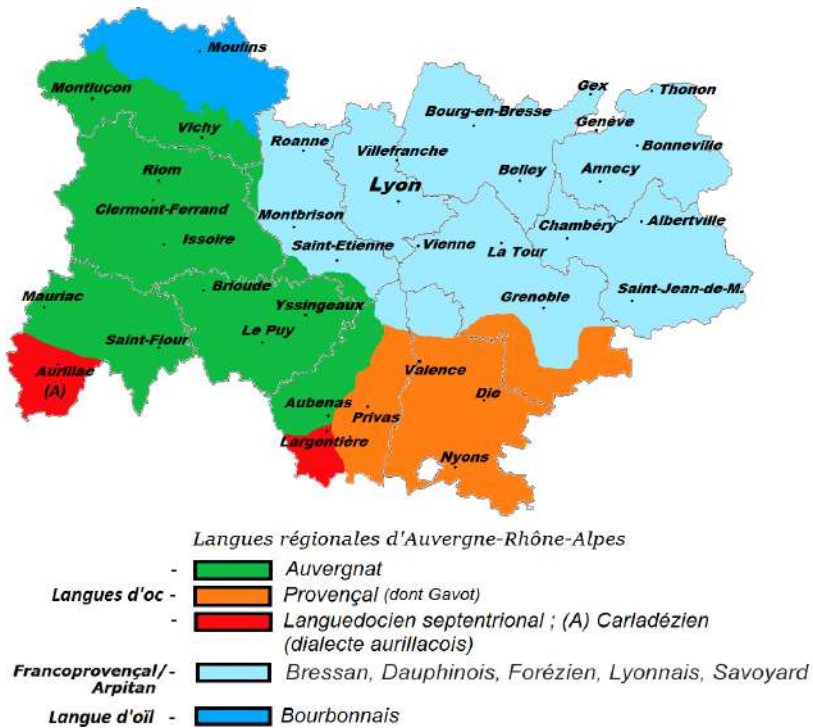 Moulins
Montluçon
Gex
Thonon
Bourg-en-Bresse
Vichy
Genève
Roanne
Villefranche
Bonneville
Riom
Belley
Annecy
Lyon
Clermont-Ferrand
Montbrison
Chambéry
Albertville
Issoire
Saint-Etienne
Vienne
La Tour
Brioude
Grenoble
Saint-Jean-de-M.
Mauriac
Yssingeaux
Saint-Flour
Le Puy
Aurillac
(A)
Valence
Die
Aubenas
Privas
Largentière
Nyons
Langues régionales d'Auvergne-Rhône-Alpes
- Auvergnat
Langues d'oc - Provençal (dont Gavot)
- Languedocien septentrional ; (A) Carladézien
(dialecte aurillacois)
Francoprovençal/ - Bressan, Dauphinois, Forézien, Lyonnais, Savoyard
Arpitan
Langue d'oïl - Bourbonnais